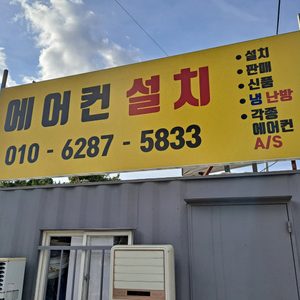 에어컨 설치
010 - 6287 - 5833
• 설치
• 판매
• 신품
• 냉 난방
• 각종
에어컨
A/S